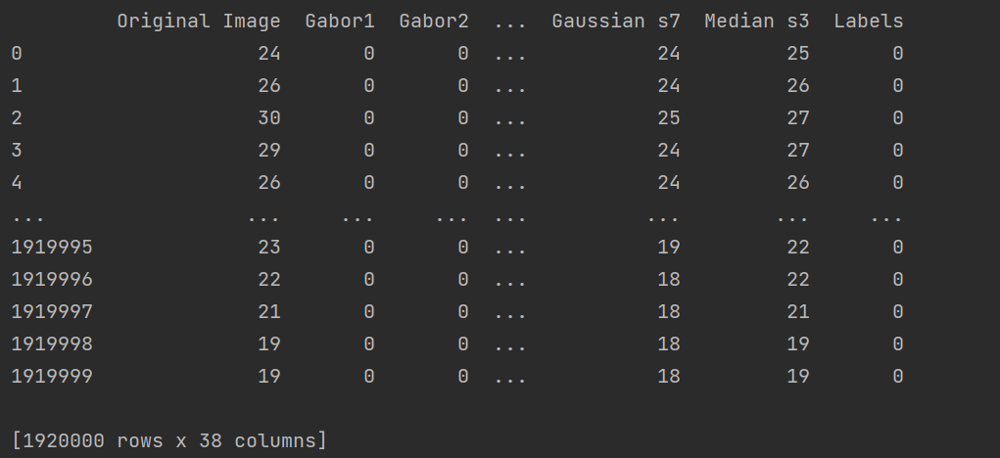 Original Image Gabor1 Gabor2 ... Gaussian s7 Median s3 Labels
0 24 0 0 ... 24 25 0
1 26 0 0 ... 24 26 0
2 30 0 0 ... 25 27 0
3 29 0 0 ... 24 27 0
4 26 0 0 ... 24 26 0
... ... ... ... ... ... ... ...
1919995 23 0 0 ... 19 22 0
1919996 22 0 0 ... 18 22 0
1919997 21 0 0 ... 18 21 0
1919998 19 0 0 ... 18 19 0
1919999 19 0 0 ... 18 19 0
[1920000 rows x 38 columns]